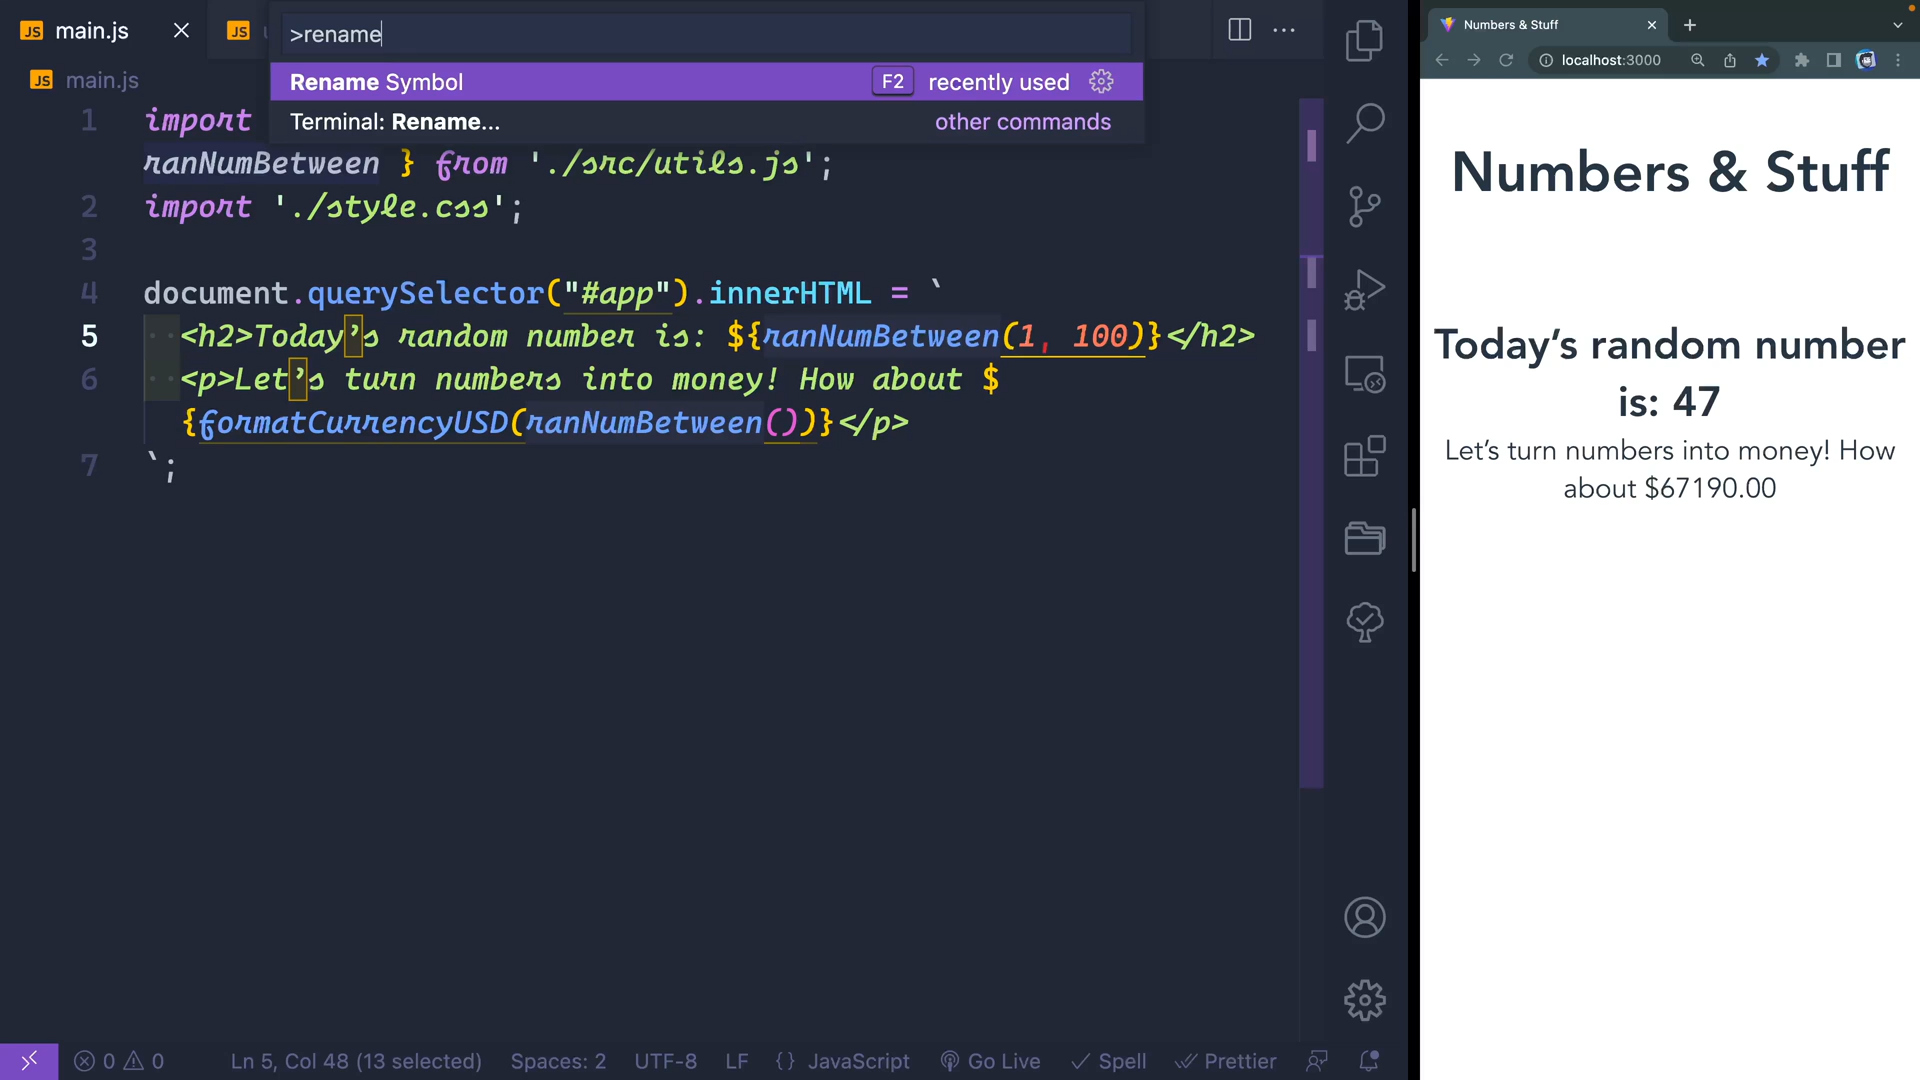 JS main.js
JS
>rename
JS main.js
Rename Symbol F2 recently used
Terminal: Rename... other commands
1 import
ranNumBetween } from './src/utils.js';
2 import './style.css';
3
4 document.querySelector("#app").innerHTML = `
5 <h2>Today’s random number is: ${ranNumBetween(1, 100)}</h2>
6 <p>Let’s turn numbers into money! How about $
{formatCurrencyUSD(ranNumBetween())}</p>
7 `;
0 0 Ln 5, Col 48 (13 selected) Spaces: 2 UTF-8 LF {} JavaScript Go Live Spell Prettier
Numbers & Stuff
localhost:3000
Numbers & Stuff
Today’s random number
is: 47
Let’s turn numbers into money! How
about $67190.00